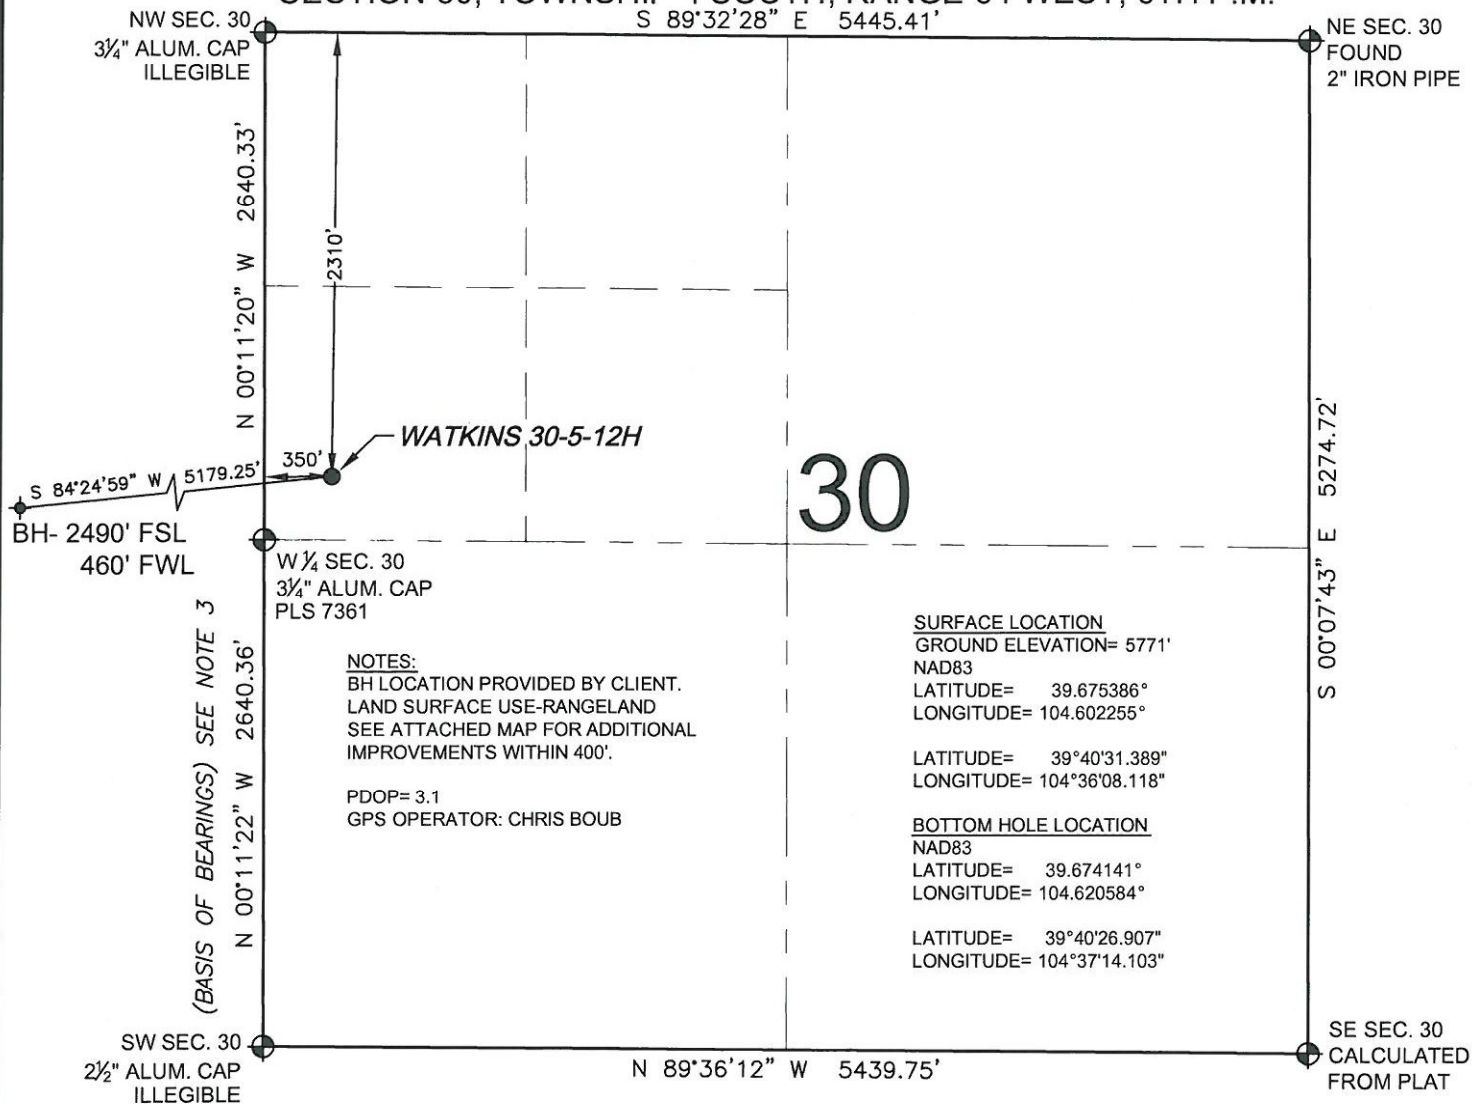 S 89°32'28" E 5445.41'
NW SEC. 30
3¼" ALUM. CAP
ILLEGIBLE
NE SEC. 30
FOUND
2" IRON PIPE
N 00°11'20" W 2640.33'
2310'
WATKINS 30-5-12H
350'
S 84°24'59" W 5179.25'
BH- 2490' FSL
460' FWL
30
W ¼ SEC. 30
3¼" ALUM. CAP
PLS 7361
S 00°07'43" E 5274.72'
(BASIS OF BEARINGS) SEE NOTE 3
N 00°11'22" W 2640.36'
NOTES:
BH LOCATION PROVIDED BY CLIENT.
LAND SURFACE USE-RANGELAND
SEE ATTACHED MAP FOR ADDITIONAL
IMPROVEMENTS WITHIN 400'.
PDOP= 3.1
GPS OPERATOR: CHRIS BOUB
SURFACE LOCATION
GROUND ELEVATION= 5771'
NAD83
LATITUDE= 39.675386°
LONGITUDE= 104.602255°
LATITUDE= 39°40'31.389"
LONGITUDE= 104°36'08.118"
BOTTOM HOLE LOCATION
NAD83
LATITUDE= 39.674141°
LONGITUDE= 104.620584°
LATITUDE= 39°40'26.907"
LONGITUDE= 104°37'14.103"
SW SEC. 30
2½" ALUM. CAP
ILLEGIBLE
N 89°36'12" W 5439.75'
SE SEC. 30
CALCULATED
FROM PLAT